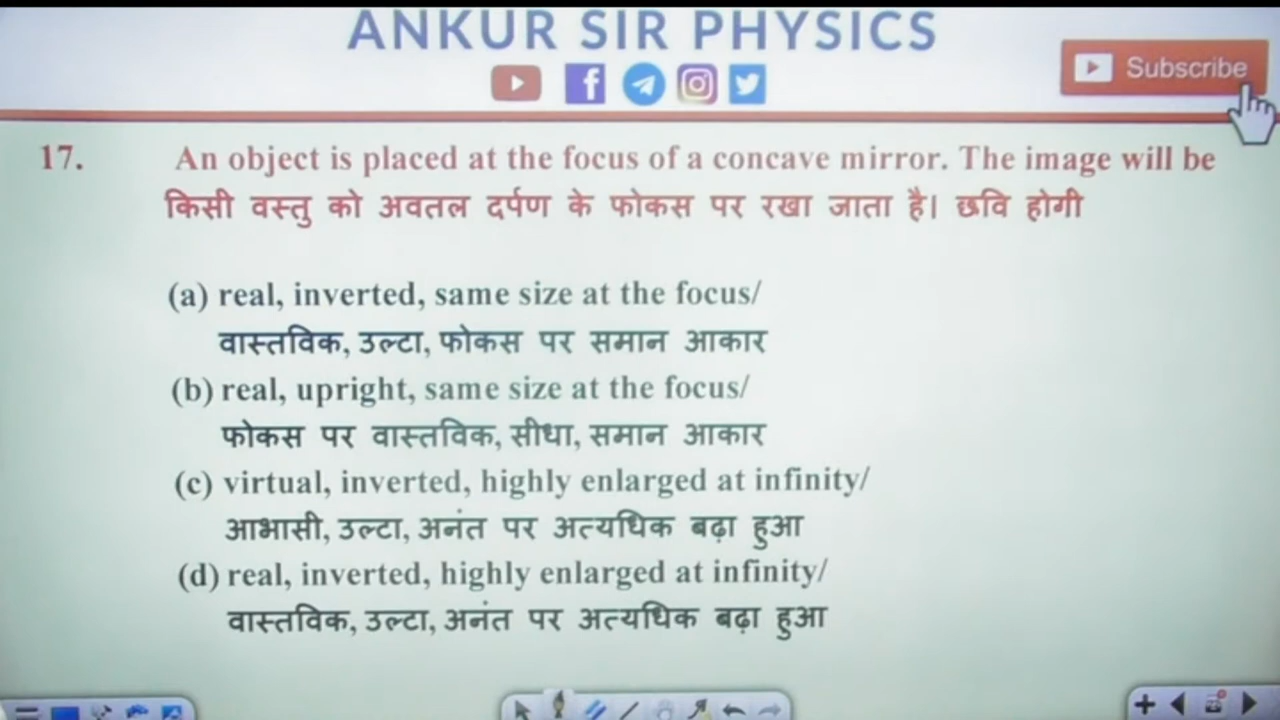 ANKUR SIR PHYSICS
Subscribe
17. An object is placed at the focus of a concave mirror. The image will be
किसी वस्तु को अवतल दर्पण के फोकस पर रखा जाता है। छवि होगी
(a) real, inverted, same size at the focus/
वास्तविक, उल्टा, फोकस पर समान आकार
(b) real, upright, same size at the focus/
फोकस पर वास्तविक, सीधा, समान आकार
(c) virtual, inverted, highly enlarged at infinity/
आभासी, उल्टा, अनंत पर अत्यधिक बढ़ा हुआ
(d) real, inverted, highly enlarged at infinity/
वास्तविक, उल्टा, अनंत पर अत्यधिक बढ़ा हुआ